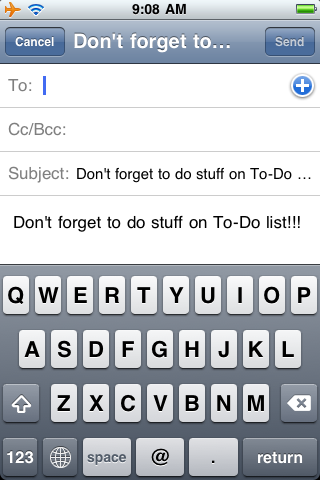 9:08 AM
Cancel Don't forget to... Send
To:
Cc/Bcc:
Subject: Don't forget to do stuff on To-Do ...
Don't forget to do stuff on To-Do list!!!
Q W E R T Y U I O P
A S D F G H J K L
Z X C V B N M
123 space @ . return